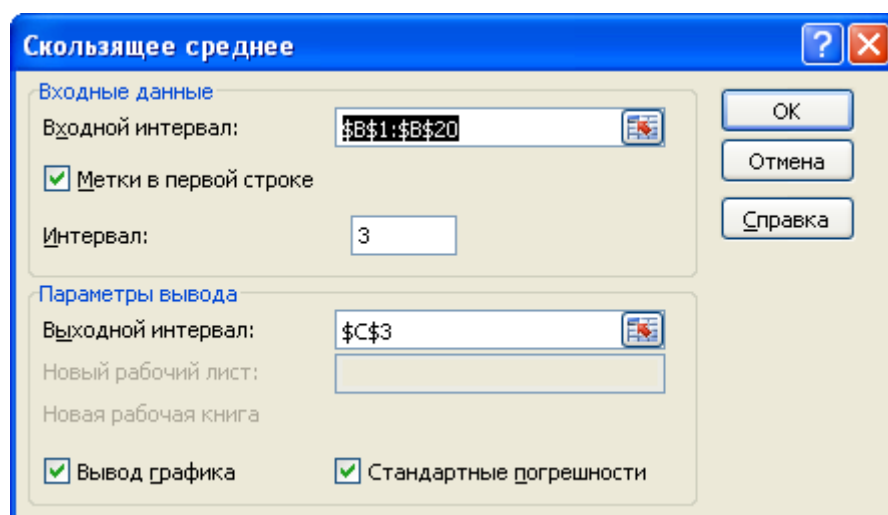 Скользящее среднее
Входные данные
Входной интервал: $B$1:$B$20
Метки в первой строке
Интервал: 3
Параметры вывода
Выходной интервал: $C$3
Новый рабочий лист:
Новая рабочая книга
Вывод графика Стандартные погрешности
ОК
Отмена
Справка